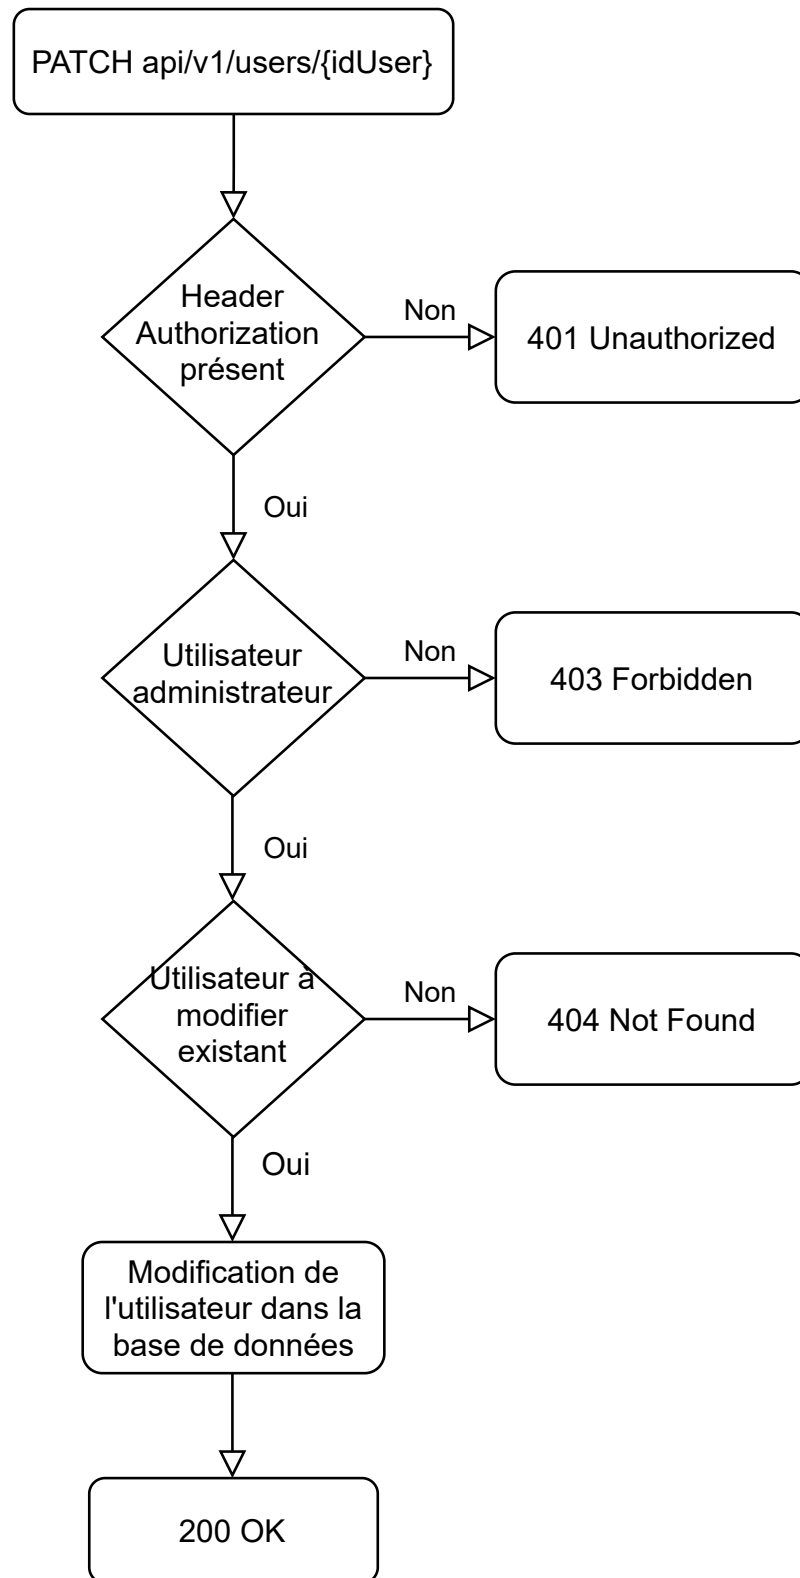 PATCH api/v1/users/{idUser}
Header
Authorization
présent
Non
401 Unauthorized
Oui
Utilisateur
administrateur
Non
403 Forbidden
Oui
Utilisateur à
modifier
existant
Non
404 Not Found
Oui
Modification de
l'utilisateur dans la
base de données
200 OK